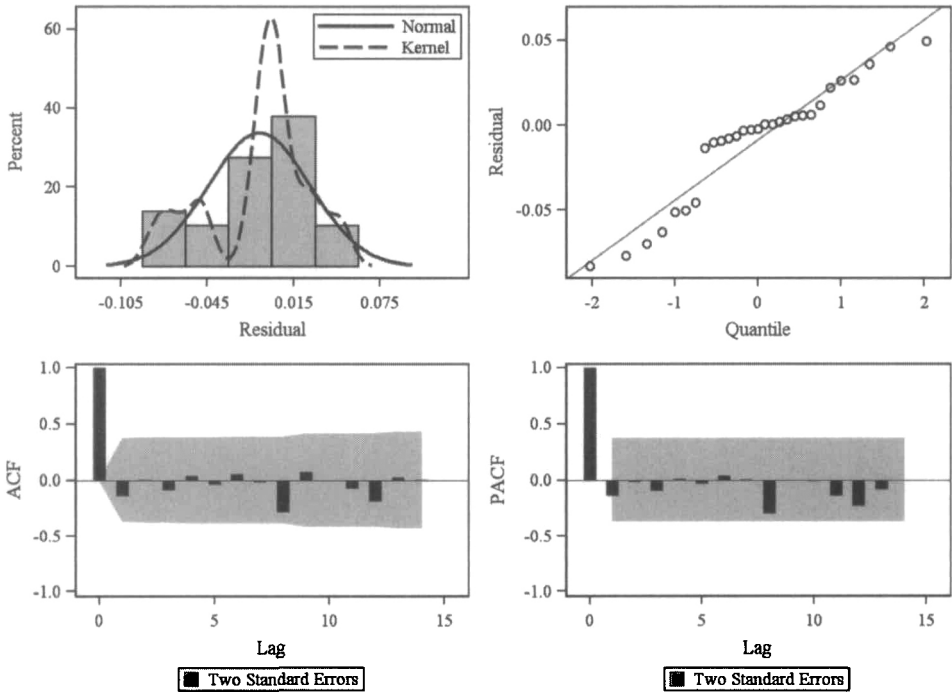 Normal
Kernel
60
40
20
0
Percent
-0.105
-0.045
0.015
0.075
Residual
0.05
0.00
-0.05
Residual
-2
-1
0
1
2
Quantile
1.0
0.5
0.0
-0.5
-1.0
ACF
0
5
10
15
Lag
Two Standard Errors
1.0
0.5
0.0
-0.5
-1.0
PACF
0
5
10
15
Lag
Two Standard Errors